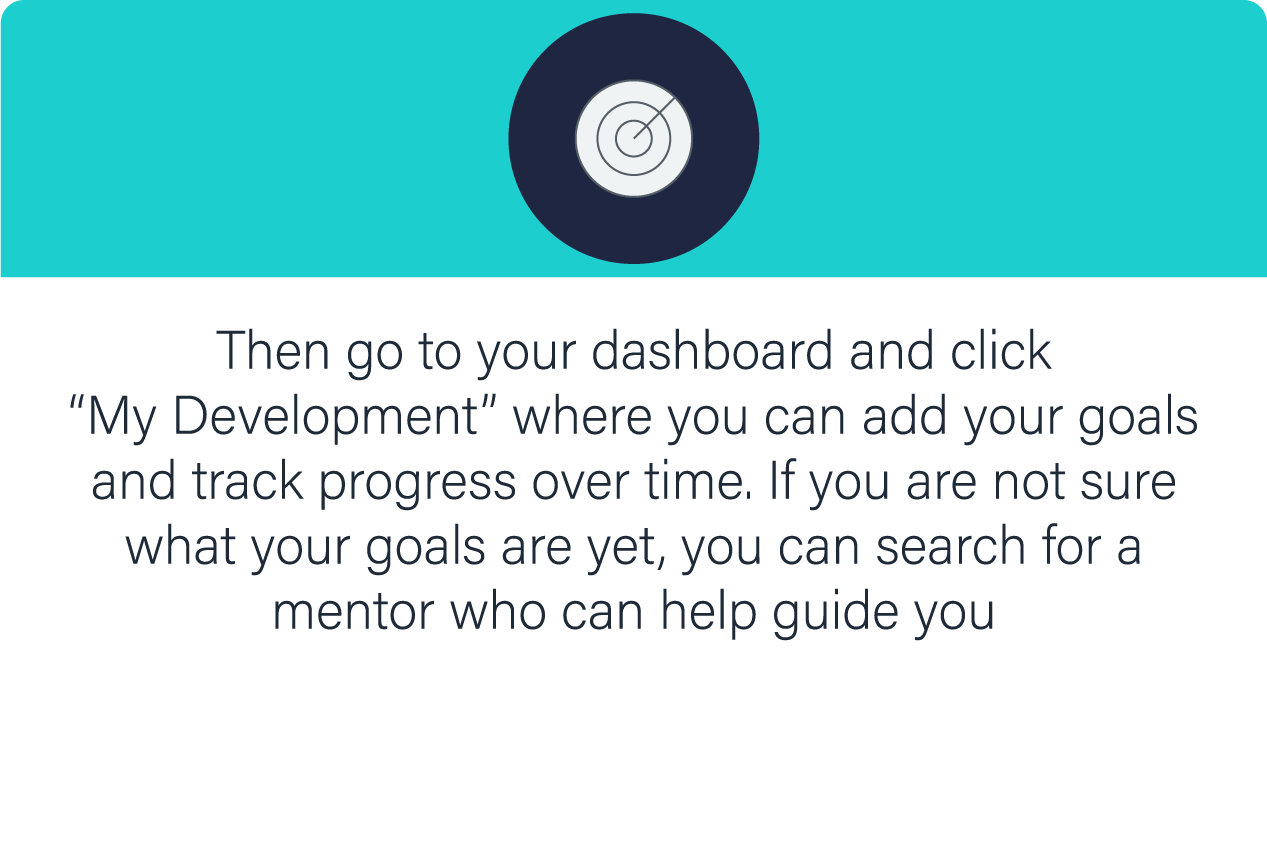 Then go to your dashboard and click
“My Development” where you can add your goals
and track progress over time. If you are not sure
what your goals are yet, you can search for a
mentor who can help guide you